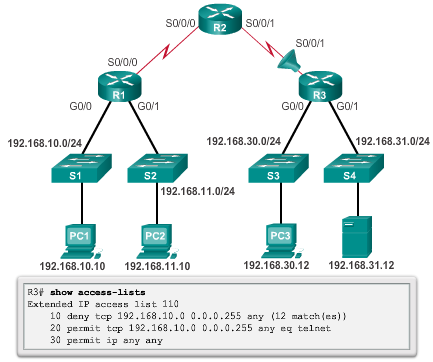 S0/0/0
R2
S0/0/1
S0/0/1
S0/0/0
R1
R3
G0/0
G0/1
G0/0
G0/1
192.168.10.0/24
192.168.30.0/24
192.168.31.0/24
S1
S2
S3
S4
192.168.11.0/24
PC1
PC2
PC3
192.168.10.10
192.168.11.10
192.168.30.12
192.168.31.12
R3# show access-lists
Extended IP access list 110
10 deny tcp 192.168.10.0 0.0.0.255 any (12 match(es))
20 permit tcp 192.168.10.0 0.0.0.255 any eq telnet
30 permit ip any any